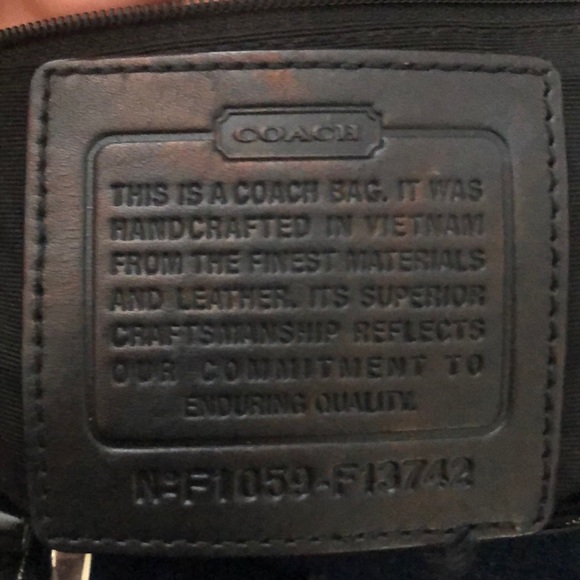 COACH
THIS IS A COACH BAG. IT WAS
HANDCRAFTED IN VIETNAM
FROM THE FINEST MATERIALS
AND LEATHER. ITS SUPERIOR
CRAFTSMANSHIP REFLECTS
OUR COMMITMENT TO
ENDURING QUALITY.
Nº F1059-F13742